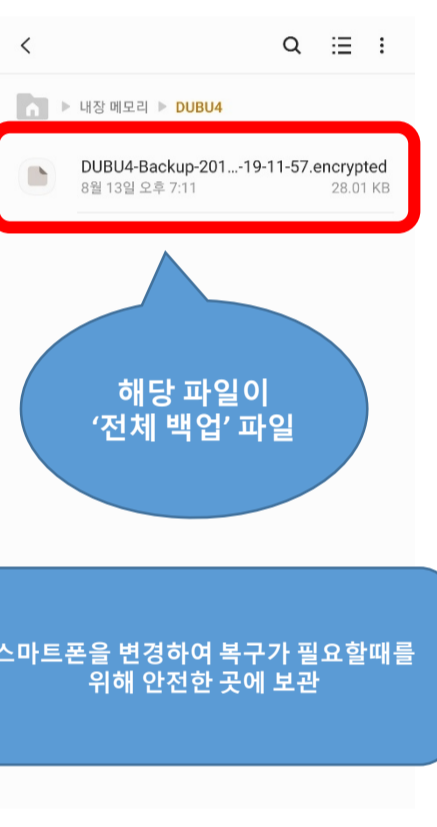 내장 메모리 ▶ DUBU4
DUBU4-Backup-201...-19-11-57.encrypted
8월 13일 오후 7:11 28.01 KB
해당 파일이
‘전체 백업’ 파일
스마트폰을 변경하여 복구가 필요할때를
위해 안전한 곳에 보관